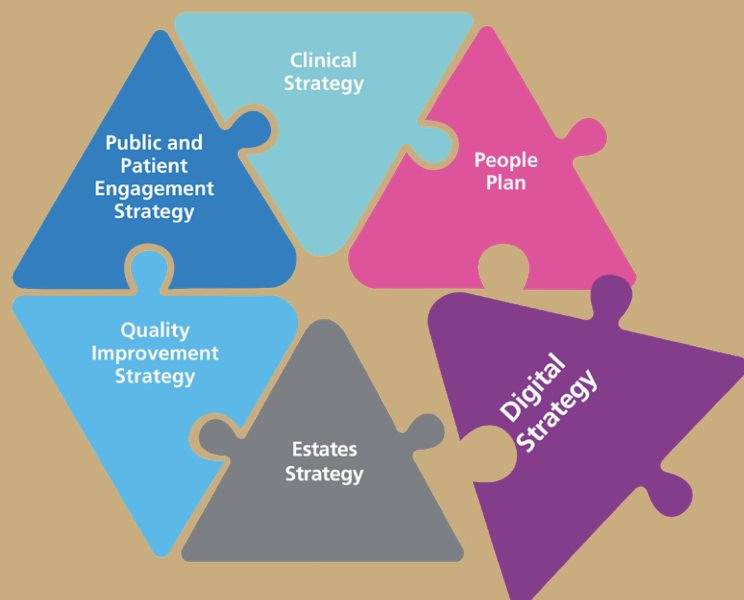 Clinical
Strategy
Public and
Patient
Engagement
Strategy
People
Plan
Quality
Improvement
Strategy
Estates
Strategy
Digital
Strategy